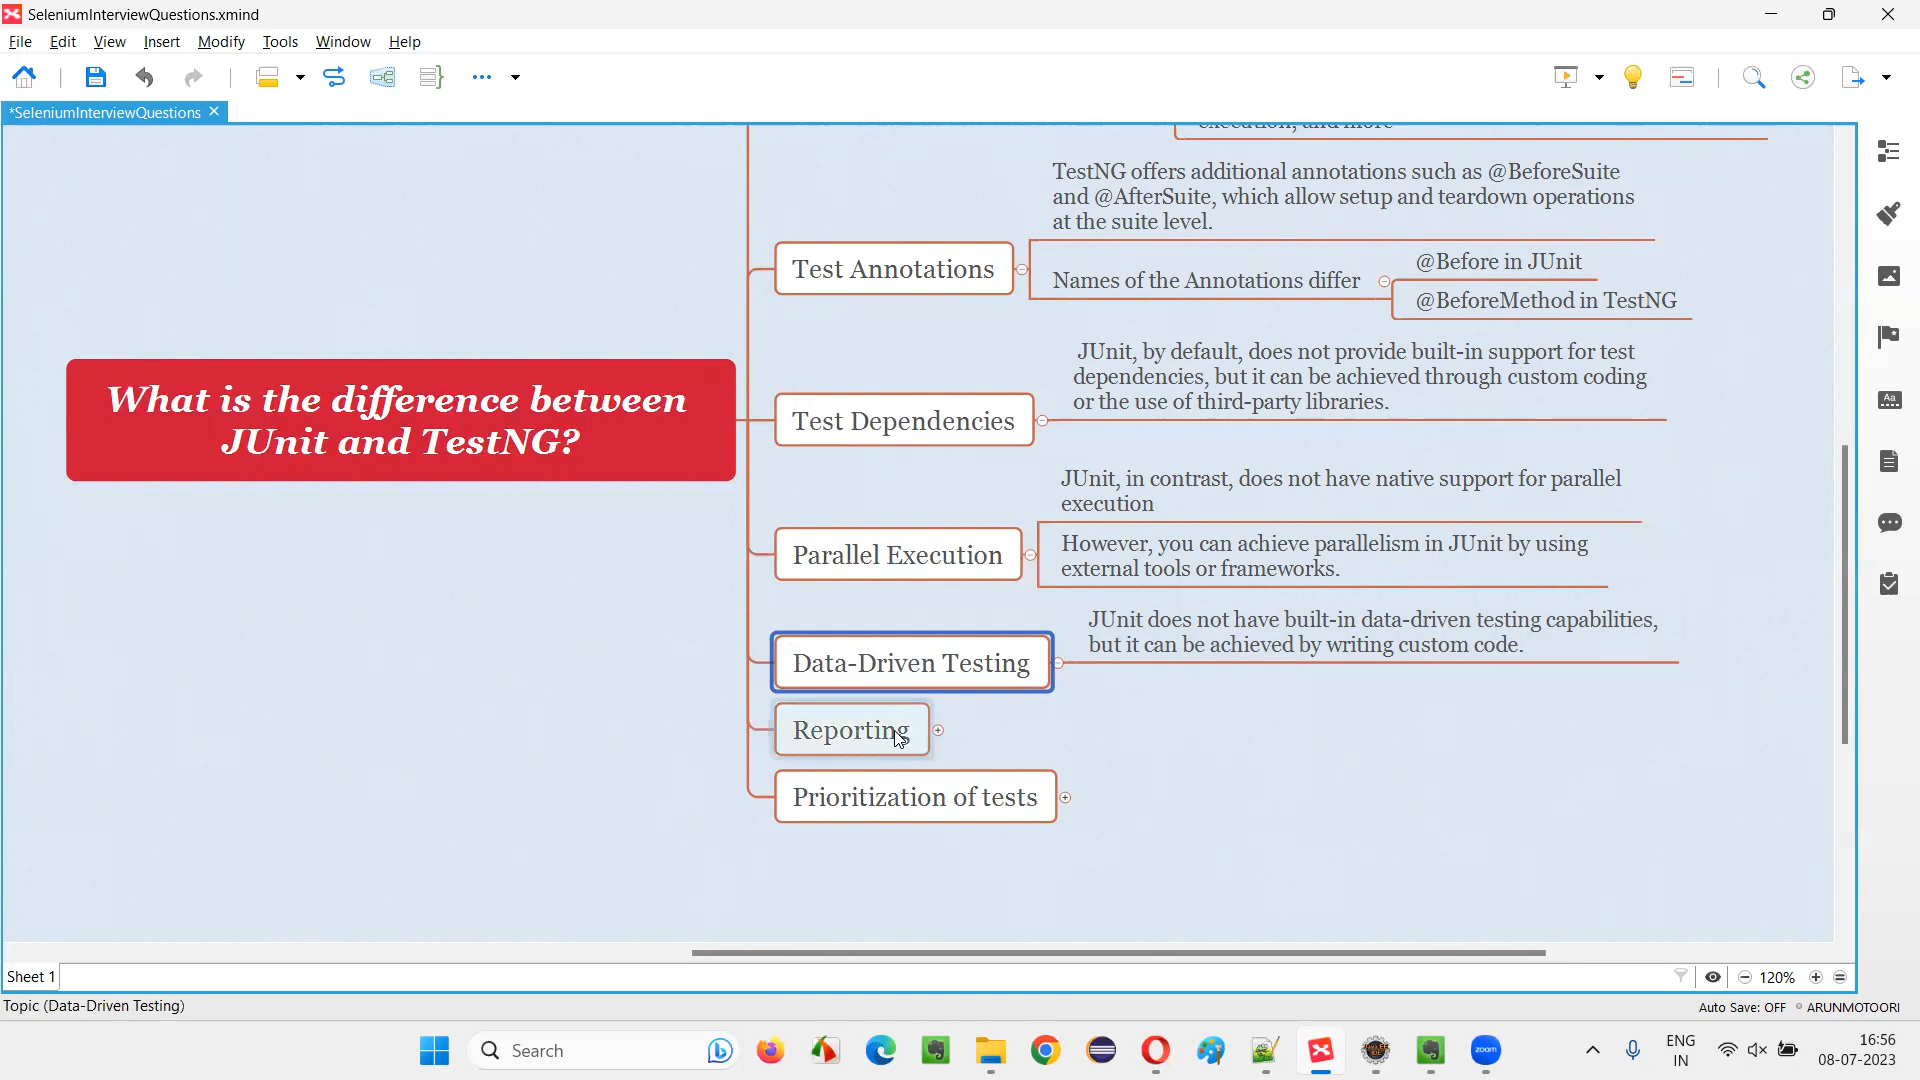 SeleniumInterviewQuestions.xmind
File Edit View Insert Modify Tools Window Help
*SeleniumInterviewQuestions
TestNG offers additional annotations such as @BeforeSuite
and @AfterSuite, which allow setup and teardown operations
at the suite level.
Test Annotations
Names of the Annotations differ
@Before in JUnit
@BeforeMethod in TestNG
What is the difference between
JUnit and TestNG?
JUnit, by default, does not provide built-in support for test
dependencies, but it can be achieved through custom coding
or the use of third-party libraries.
Test Dependencies
JUnit, in contrast, does not have native support for parallel
execution
Parallel Execution
However, you can achieve parallelism in JUnit by using
external tools or frameworks.
JUnit does not have built-in data-driven testing capabilities,
but it can be achieved by writing custom code.
Data-Driven Testing
Reporting
Prioritization of tests
Sheet 1
120%
Topic (Data-Driven Testing)
Auto Save: OFF
ARUNMOTOORI
Search
zoom
ENG
IN
16:56
08-07-2023